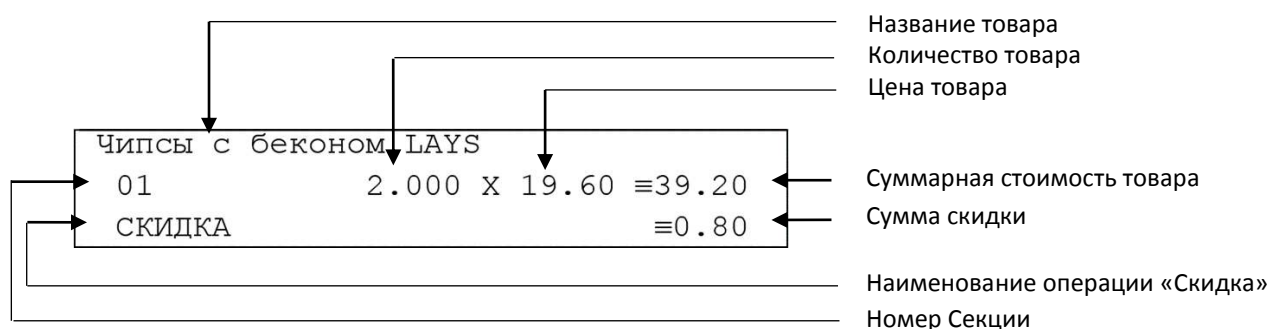 Название товара
Количество товара
Цена товара
Чипсы с беконом LAYS
01 2.000 X 19.60 ≡39.20
СКИДКА ≡0.80
Суммарная стоимость товара
Сумма скидки
Наименование операции «Скидка»
Номер Секции